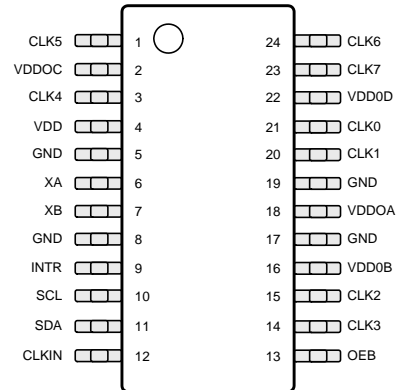 CLK5 1 24 CLK6
VDDOC 2 23 CLK7
CLK4 3 22 VDD0D
VDD 4 21 CLK0
GND 5 20 CLK1
XA 6 19 GND
XB 7 18 VDDOA
GND 8 17 GND
INTR 9 16 VDD0B
SCL 10 15 CLK2
SDA 11 14 CLK3
CLKIN 12 13 OEB